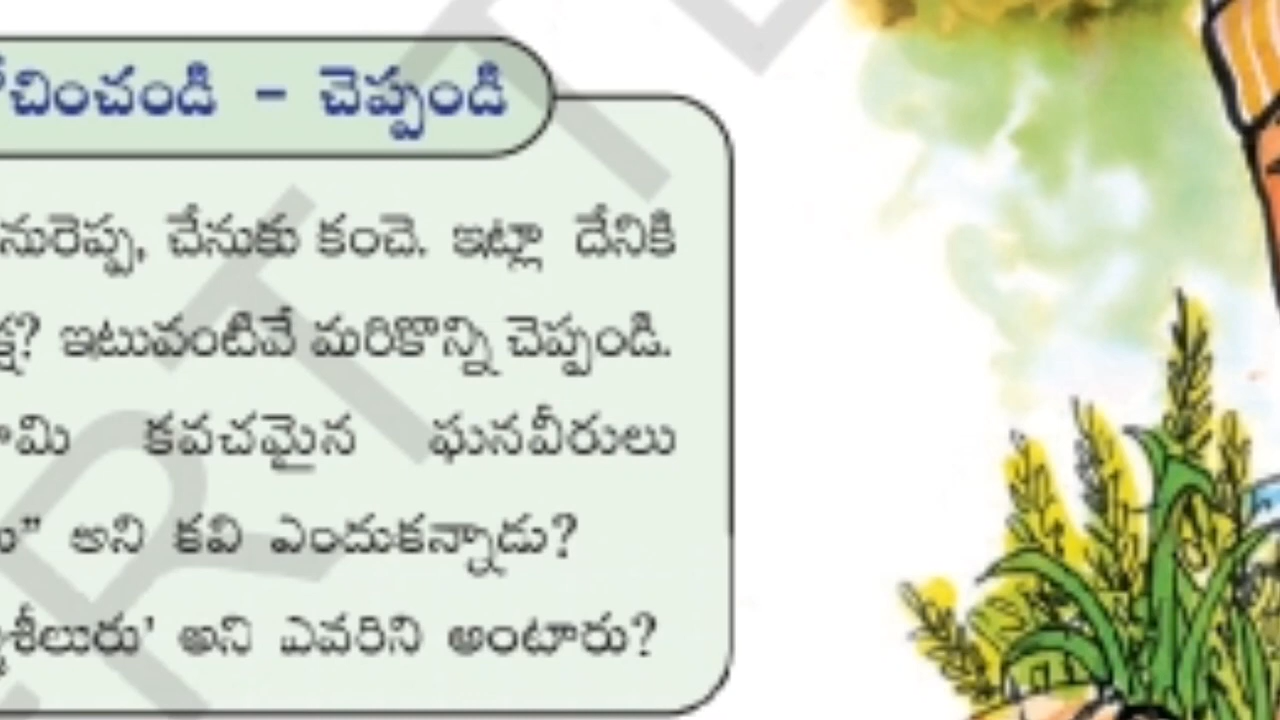 చెప్పండి
చేనుకు కంచె. ఇట్లా దేనికి
ఇటువంటివే మరికొన్ని చెప్పండి.
కవచమైన ఘనవీరులు
అని కవి ఎందుకన్నాడు?
అని ఎవరిని అంటారు?